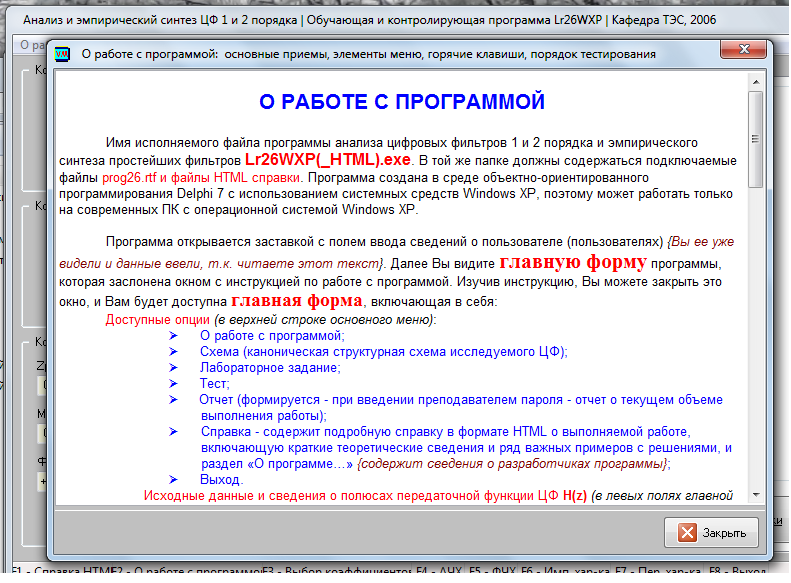 Анализ и эмпирический синтез ЦФ 1 и 2 порядка | Обучающая и контролирующая программа Lr26WXP | Кафедра ТЭС, 2006
О работе с программой: основные приемы, элементы меню, горячие клавиши, порядок тестирования
О РАБОТЕ С ПРОГРАММОЙ
Имя исполняемого файла программы анализа цифровых фильтров 1 и 2 порядка и эмпирического
синтеза простейших фильтров Lr26WXP(_HTML).exe. В той же папке должны содержаться подключаемые
файлы prog26.rtf и файлы HTML справки. Программа создана в среде объектно-ориентированного
программирования Delphi 7 с использованием системных средств Windows XP, поэтому может работать только
на современных ПК с операционной системой Windows XP.
Программа открывается заставкой с полем ввода сведений о пользователе (пользователях) {Вы ее уже
видели и данные ввели, т.к. читаете этот текст}. Далее Вы видите главную форму программы,
которая заслонена окном с инструкцией по работе с программой. Изучив инструкцию, Вы можете закрыть это
окно, и Вам будет доступна главная форма, включающая в себя:
Доступные опции (в верхней строке основного меню):
О работе с программой;
Схема (каноническая структурная схема исследуемого ЦФ);
Лабораторное задание;
Тест;
Отчет (формируется - при введении преподавателем пароля - отчет о текущем объеме
выполнения работы);
Справка - содержит подробную справку в формате HTML о выполняемой работе,
включающую краткие теоретические сведения и ряд важных примеров с решениями, и
раздел «О программе...» {содержит сведения о разработчиках программы};
Выход.
Исходные данные и сведения о полюсах передаточной функции ЦФ H(z) (в левых полях главной
Закрыть
F1 - Справка HTML F2 - О работе с программой F3 - Выбор коэффициентов F4 - АЧХ F5 - ФЧХ F6 - Имп. хар-ка F7 - Пер. хар-ка F8 - Выход